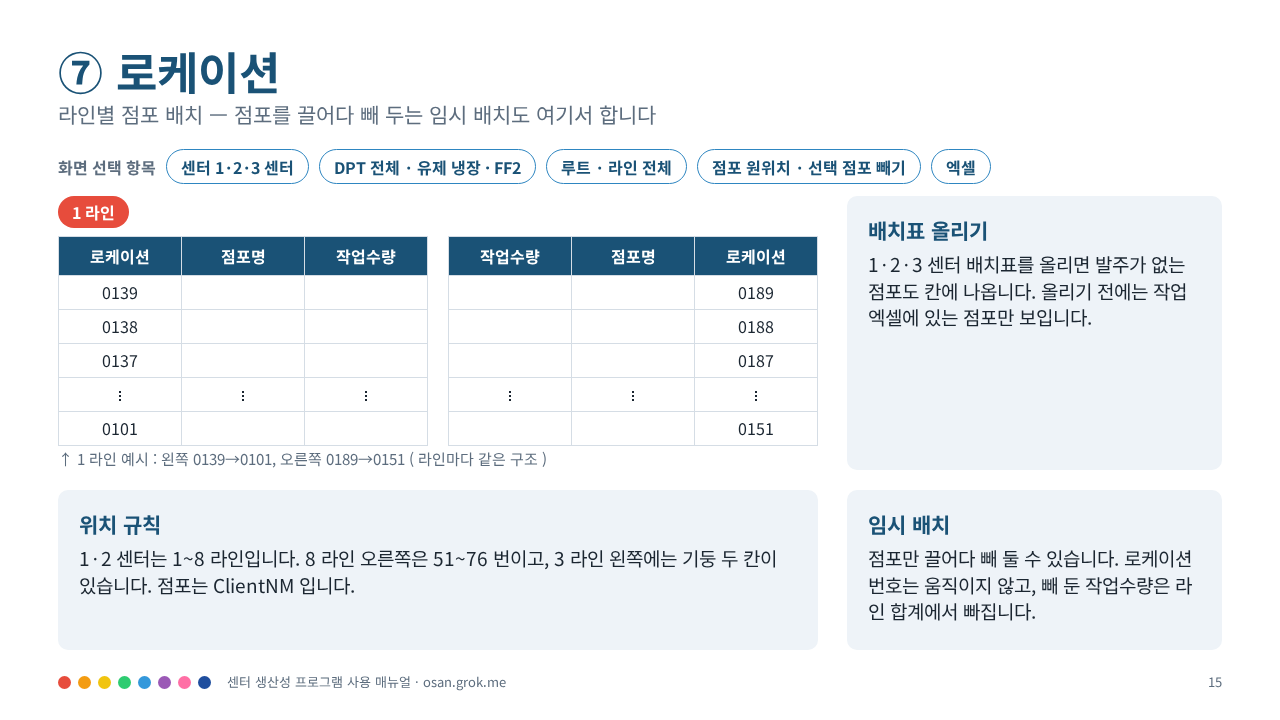 ⑦ 로케이션
라인별 점포 배치 — 점포를 끌어다 빼 두는 임시 배치도 여기서 합니다
화면 선택 항목 센터 1·2·3 센터 DPT 전체 · 유제 냉장 · FF2 루트 · 라인 전체 점포 원위치 · 선택 점포 빼기 엑셀
1 라인
로케이션 점포명 작업수량 작업수량 점포명 로케이션
0139 0189
0138 0188
0137 0187
⋮ ⋮ ⋮ ⋮ ⋮ ⋮
0101 0151
↑ 1 라인 예시 : 왼쪽 0139→0101, 오른쪽 0189→0151 ( 라인마다 같은 구조 )
배치표 올리기
1·2·3 센터 배치표를 올리면 발주가 없는
점포도 칸에 나옵니다. 올리기 전에는 작업
엑셀에 있는 점포만 보입니다.
위치 규칙
1·2 센터는 1~8 라인입니다. 8 라인 오른쪽은 51~76 번이고, 3 라인 왼쪽에는 기둥 두 칸이
있습니다. 점포는 ClientNM 입니다.
임시 배치
점포만 끌어다 빼 둘 수 있습니다. 로케이션
번호는 움직이지 않고, 빼 둔 작업수량은 라
인 합계에서 빠집니다.
센터 생산성 프로그램 사용 매뉴얼 · osan.grok.me
15